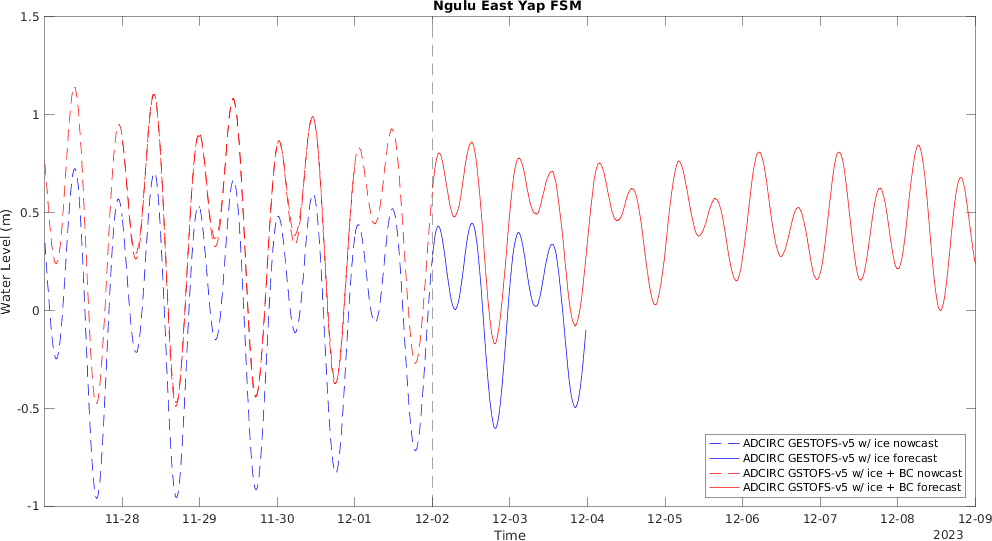 Ngulu East Yap FSM
1.5
1
0.5
0
-0.5
-1
Water Level (m)
11-28 11-29 11-30 12-01 12-02 12-03 12-04 12-05 12-06 12-07 12-08 12-09
Time
2023
ADCIRC GESTOFS-v5 w/ ice nowcast
ADCIRC GESTOFS-v5 w/ ice forecast
ADCIRC GSTOFS-v5 w/ ice + BC nowcast
ADCIRC GSTOFS-v5 w/ ice + BC forecast